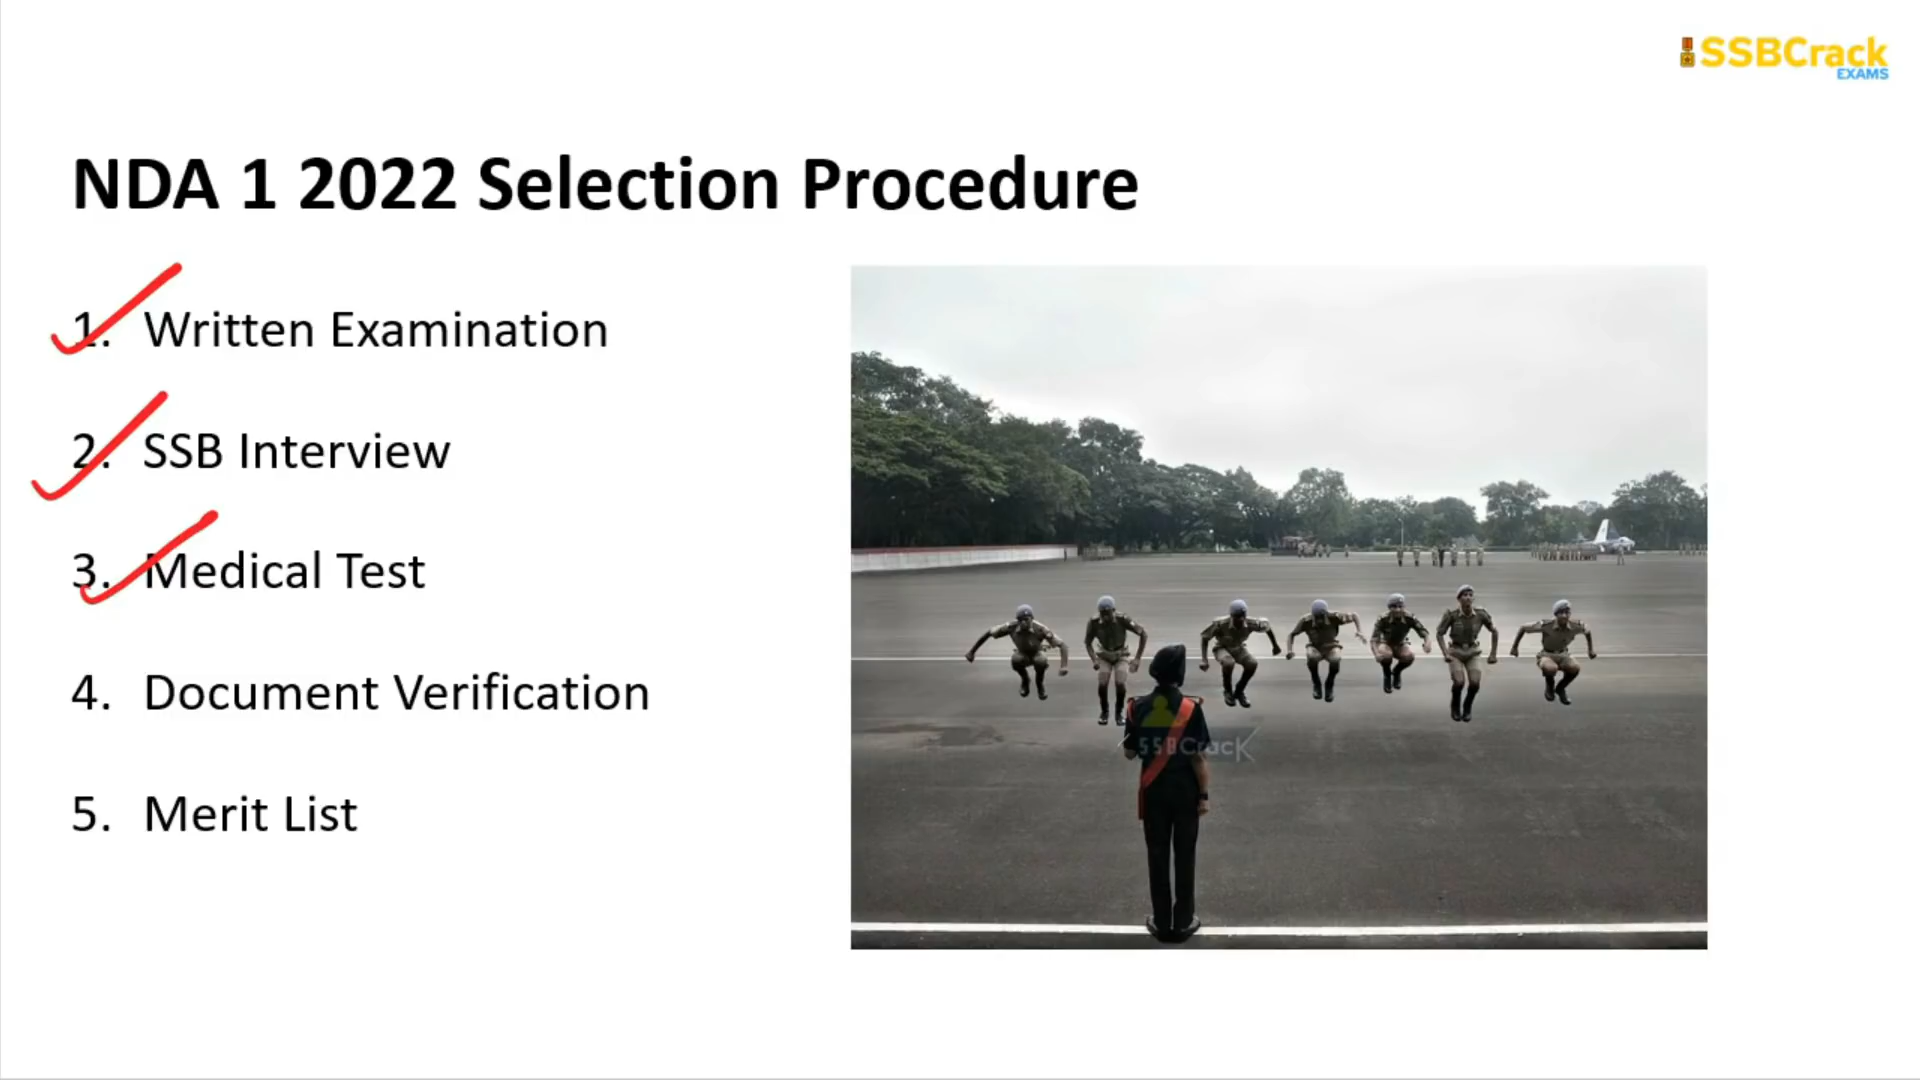 SSBCrack
EXAMS
NDA 1 2022 Selection Procedure
1. Written Examination
2. SSB Interview
3. Medical Test
4. Document Verification
5. Merit List
SSBCrack